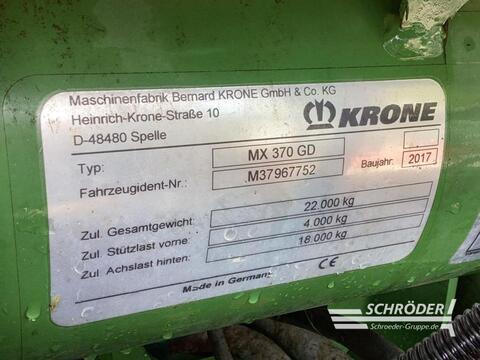 Maschinenfabrik Bernard KRONE GmbH & Co. KG
Heinrich-Krone-Straße 10
D-48480 Spelle
KRONE
Typ: MX 370 GD
Baujahr: 2017
Fahrzeugident-Nr.: M37967752
Zul. Gesamtgewicht: 22.000 kg
Zul. Stützlast vorne: 4.000 kg
Zul. Achslast hinten: 18.000 kg
Made in Germany
CE
SCHRÖDER
Schroeder-Gruppe.de